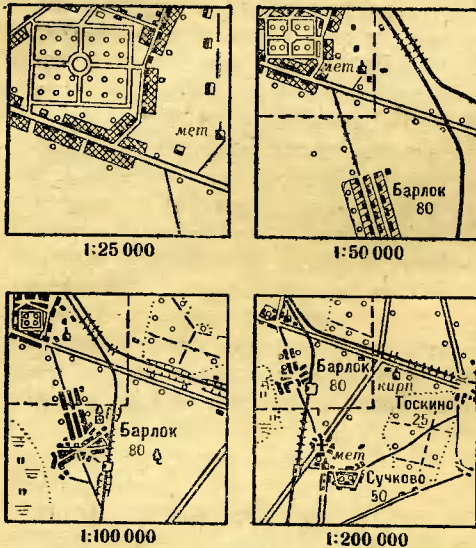 мет
1:25 000
мет
Барлок
80
1:50 000
Барлок
80
1:100 000
Барлок
80
кирп
Тоскино
25
мет
Сучково
50
1:200 000